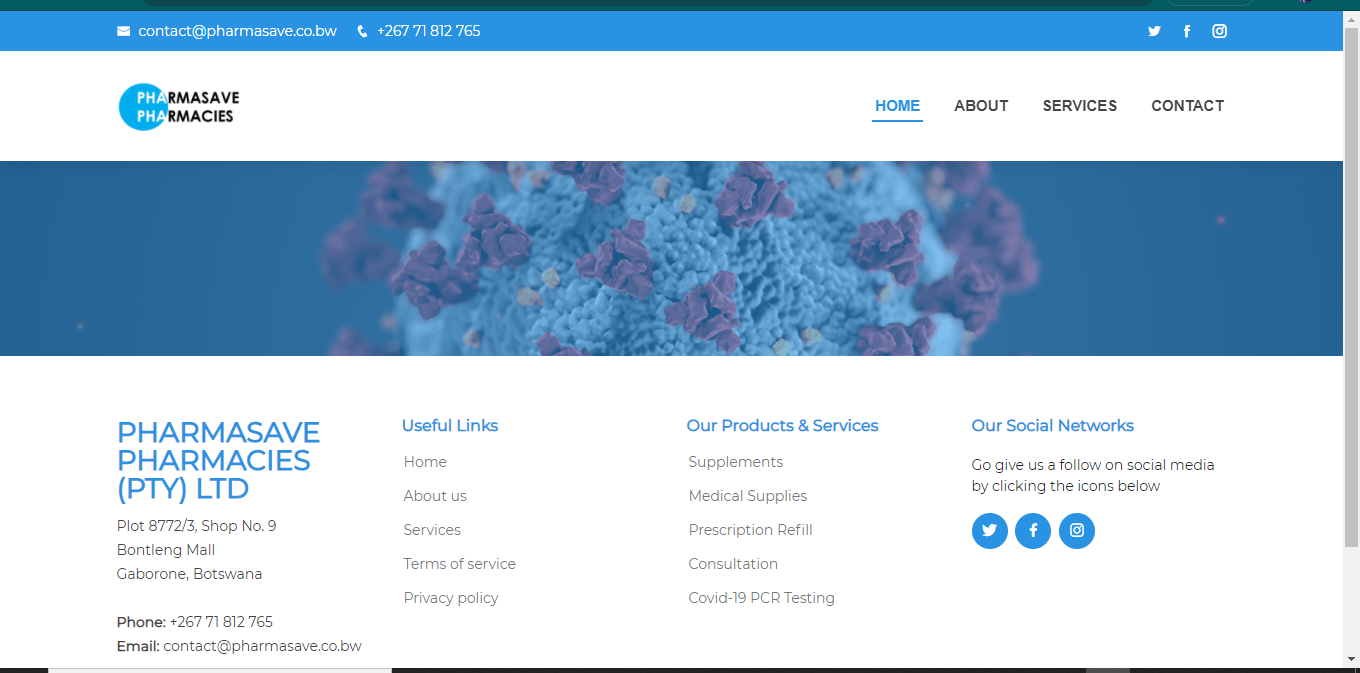 contact@pharmasave.co.bw +267 71 812 765
PHARMASAVE
PHARMACIES
HOME ABOUT SERVICES CONTACT
PHARMASAVE
PHARMACIES
(PTY) LTD
Plot 8772/3, Shop No. 9
Bontleng Mall
Gaborone, Botswana
Phone: +267 71 812 765
Email: contact@pharmasave.co.bw
Useful Links
Home
About us
Services
Terms of service
Privacy policy
Our Products & Services
Supplements
Medical Supplies
Prescription Refill
Consultation
Covid-19 PCR Testing
Our Social Networks
Go give us a follow on social media
by clicking the icons below